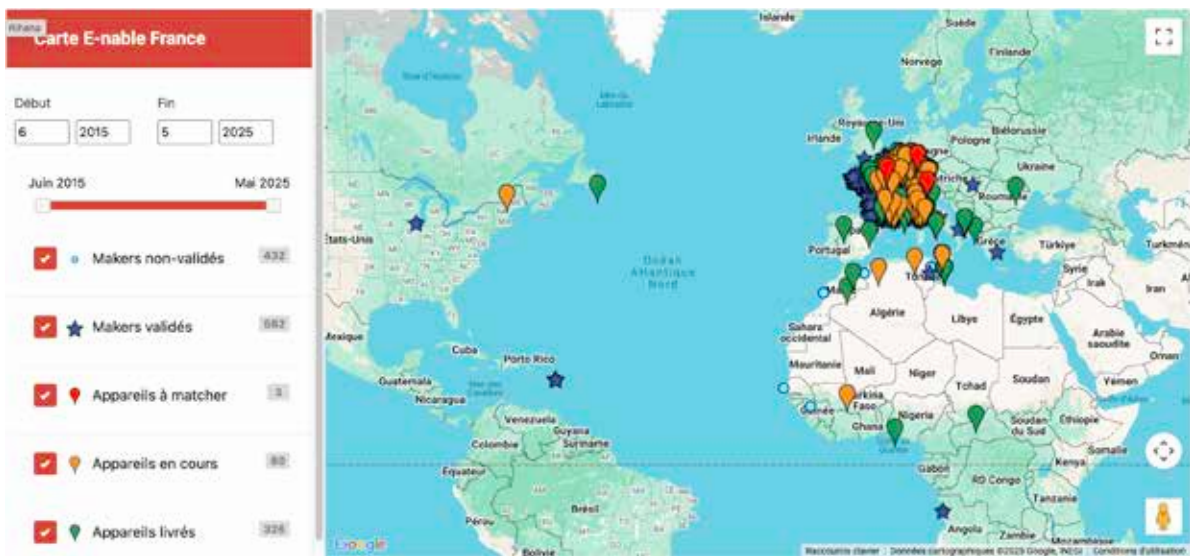 Rihana
Carte E-nable France
Début
Fin
6
2015
5
2025
Juin 2015
Mai 2025
Makers non-validés
432
Makers validés
Appareils à matcher
3
Appareils en cours
80
Appareils livrés
326
Islande
Suède
Finlande
Norvège
Royaume-Uni
Irlande
Biélorussie
Pologne
Ukraine
Portugal
Grèce
Türkiye
Syrie
Irak
Iran
États-Unis
Océan
Atlantique
Nord
Algérie
Libye
Égypte
Arabie
saoudite
Oman
Sahara
occidental
Mexique
Cuba
Porto Rico
Mauritanie
Mali
Niger
Tchad
Soudan
Yémen
Guatemala
Nicaragua
Burkina
Faso
Guinée
Ghana
Nigeria
Soudan
du Sud
Éthiopie
Somalie
Venezuela
Guyana
Suriname
Colombie
Équateur
Gabon
RD Congo
Kenya
Tanzanie
Brésil
Pérou
Bolivie
Angola
Zambie
Mozambique
Google
Raccourcis clavier
Données cartographiques ©2025 Google, INEGI
Conditions d'utilisation